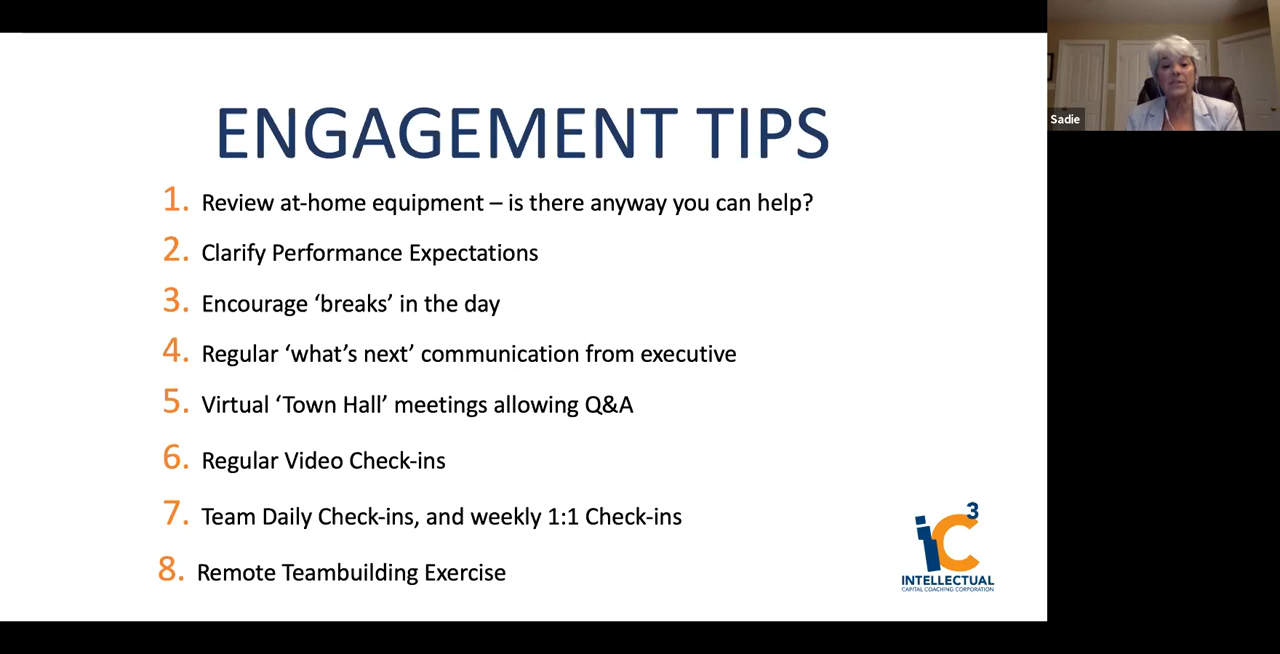 ENGAGEMENT TIPS
1. Review at-home equipment – is there anyway you can help?
2. Clarify Performance Expectations
3. Encourage ‘breaks’ in the day
4. Regular ‘what’s next’ communication from executive
5. Virtual ‘Town Hall’ meetings allowing Q&A
6. Regular Video Check-ins
7. Team Daily Check-ins, and weekly 1:1 Check-ins
8. Remote Teambuilding Exercise
iC3
INTELLECTUAL
CAPITAL COACHING CORPORATION
Sadie